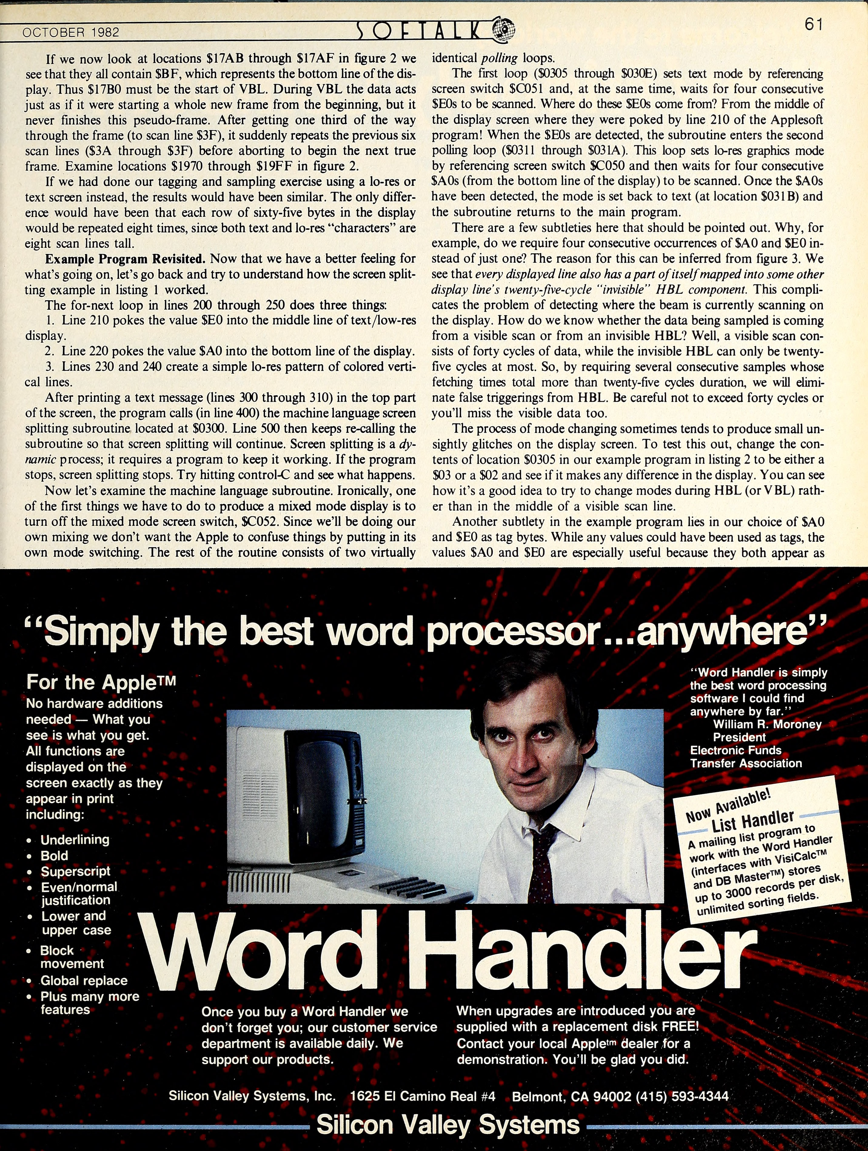 OCTOBER 1982
SOFTALK
61
If we now look at locations $17AB through $17AF in figure 2 we
see that they all contain $BF, which represents the bottom line of the dis-
play. Thus $17B0 must be the start of VBL. During VBL the data acts
just as if it were starting a whole new frame from the beginning, but it
never finishes this pseudo-frame. After getting one third of the way
through the frame (to scan line $3F), it suddenly repeats the previous six
scan lines ($3A through $3F) before aborting to begin the next true
frame. Examine locations $1970 through $19FF in figure 2.
If we had done our tagging and sampling exercise using a lo-res or
text screen instead, the results would have been similar. The only differ-
ence would have been that each row of sixty-five bytes in the display
would be repeated eight times, since both text and lo-res “characters” are
eight scan lines tall.
Example Program Revisited. Now that we have a better feeling for
what's going on, let's go back and try to understand how the screen split-
ting example in listing 1 worked.
The for-next loop in lines 200 through 250 does three things:
1. Line 210 pokes the value $E0 into the middle line of text/low-res
display.
2. Line 220 pokes the value $A0 into the bottom line of the display.
3. Lines 230 and 240 create a simple lo-res pattern of colored verti-
cal lines.
After printing a text message (lines 300 through 310) in the top part
of the screen, the program calls (in line 400) the machine language screen
splitting subroutine located at $0300. Line 500 then keeps re-calling the
subroutine so that screen splitting will continue. Screen splitting is a dy-
namic process; it requires a program to keep it working. If the program
stops, screen splitting stops. Try hitting control-C and see what happens.
Now let's examine the machine language subroutine. Ironically, one
of the first things we have to do to produce a mixed mode display is to
turn off the mixed mode screen switch, $C052. Since we'll be doing our
own mixing we don't want the Apple to confuse things by putting in its
own mode switching. The rest of the routine consists of two virtually
identical polling loops.
The first loop ($0305 through $030E) sets text mode by referencing
screen switch $C051 and, at the same time, waits for four consecutive
$E0s to be scanned. Where do these $E0s come from? From the middle of
the display screen where they were poked by line 210 of the Applesoft
program! When the $E0s are detected, the subroutine enters the second
polling loop ($0311 through $031A). This loop sets lo-res graphics mode
by referencing screen switch $C050 and then waits for four consecutive
$A0s (from the bottom line of the display) to be scanned. Once the $A0s
have been detected, the mode is set back to text (at location $031B) and
the subroutine returns to the main program.
There are a few subtleties here that should be pointed out. Why, for
example, do we require four consecutive occurrences of $A0 and $E0 in-
stead of just one? The reason for this can be inferred from figure 3. We
see that every displayed line also has a part of itself mapped into some other
display line's twenty-five-cycle “invisible” HBL component. This compli-
cates the problem of detecting where the beam is currently scanning on
the display. How do we know whether the data being sampled is coming
from a visible scan or from an invisible HBL? Well, a visible scan con-
sists of forty cycles of data, while the invisible HBL can only be twenty-
five cycles at most. So, by requiring several consecutive samples whose
fetching times total more than twenty-five cycles duration, we will elimi-
nate false triggerings from HBL. Be careful not to exceed forty cycles or
you'll miss the visible data too.
The process of mode changing sometimes tends to produce small un-
sightly glitches on the display screen. To test this out, change the con-
tents of location $0305 in our example program in listing 2 to be either a
$03 or a $02 and see if it makes any difference in the display. You can see
how it's a good idea to try to change modes during HBL (or VBL) rath-
er than in the middle of a visible scan line.
Another subtlety in the example program lies in our choice of $A0
and $E0 as tag bytes. While any values could have been used as tags, the
values $A0 and $E0 are especially useful because they both appear as
“Simply the best word processor...anywhere”
For the Apple™
No hardware additions
needed — What you
see is what you get.
All functions are
displayed on the
screen exactly as they
appear in print
including:
• Underlining
• Bold
• Superscript
• Even/normal
justification
• Lower and
upper case
• Block
movement
• Global replace
• Plus many more
features
“Word Handler is simply
the best word processing
software I could find
anywhere by far.”
William R. Moroney
President
Electronic Funds
Transfer Association
Now Available!
List Handler
A mailing list program to
work with the Word Handler
(interfaces with VisiCalc™
and DB Master™) stores
up to 3000 records per disk,
unlimited sorting fields.
Word Handler
Once you buy a Word Handler we
don't forget you; our customer service
department is available daily. We
support our products.
When upgrades are introduced you are
supplied with a replacement disk FREE!
Contact your local Apple™ dealer for a
demonstration. You'll be glad you did.
Silicon Valley Systems, Inc. 1625 El Camino Real #4 Belmont, CA 94002 (415) 593-4344
Silicon Valley Systems